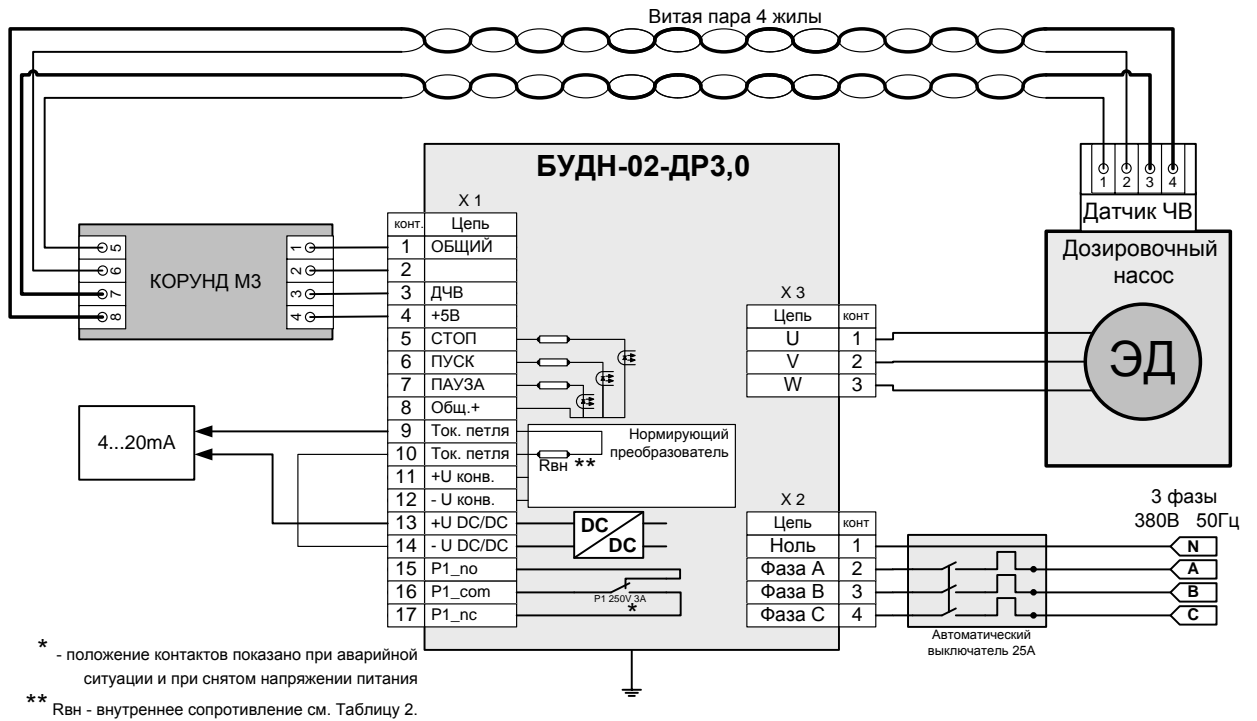 Витая пара 4 жилы
БУДН-02-ДР3,0
1 2 3 4
Датчик ЧВ
Дозировочный
насос
ЭД
КОРУНД М3
5
6
7
8
1
2
3
4
X 1
конт. Цепь
1 ОБЩИЙ
2
3 ДЧВ
4 +5В
5 СТОП
6 ПУСК
7 ПАУЗА
8 Общ.+
9 Ток. петля
10 Ток. петля
11 +U конв.
12 - U конв.
13 +U DC/DC
14 - U DC/DC
15 P1_no
16 P1_com
17 P1_nc
4...20mA
Нормирующий
преобразователь
Rвн **
DC
DC
P1 250V 3A
*
X 3
Цепь конт
U 1
V 2
W 3
X 2
Цепь конт
Ноль 1
Фаза А 2
Фаза В 3
Фаза С 4
3 фазы
380В 50Гц
N
A
B
C
Автоматический
выключатель 25А
* - положение контактов показано при аварийной
ситуации и при снятом напряжении питания
** Rвн - внутреннее сопротивление см. Таблицу 2.